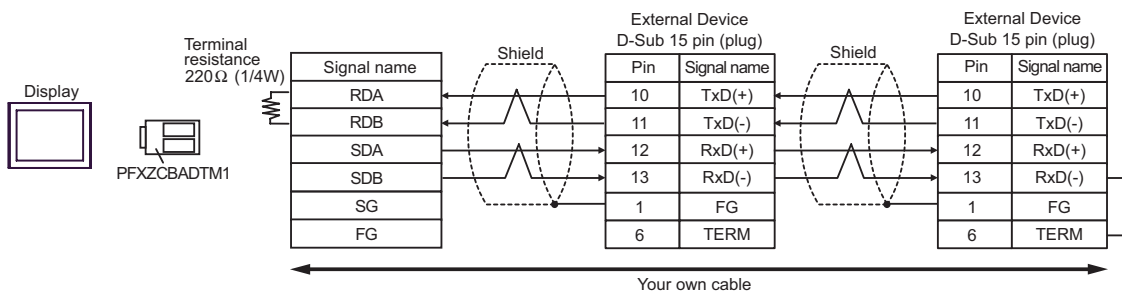 Display
PFXZCBADTM1
Terminal
resistance
220Ω (1/4W)
Signal name
RDA
RDB
SDA
SDB
SG
FG
Shield
External Device
D-Sub 15 pin (plug)
Pin Signal name
10 TxD(+)
11 TxD(-)
12 RxD(+)
13 RxD(-)
1 FG
6 TERM
Shield
External Device
D-Sub 15 pin (plug)
Pin Signal name
10 TxD(+)
11 TxD(-)
12 RxD(+)
13 RxD(-)
1 FG
6 TERM
Your own cable